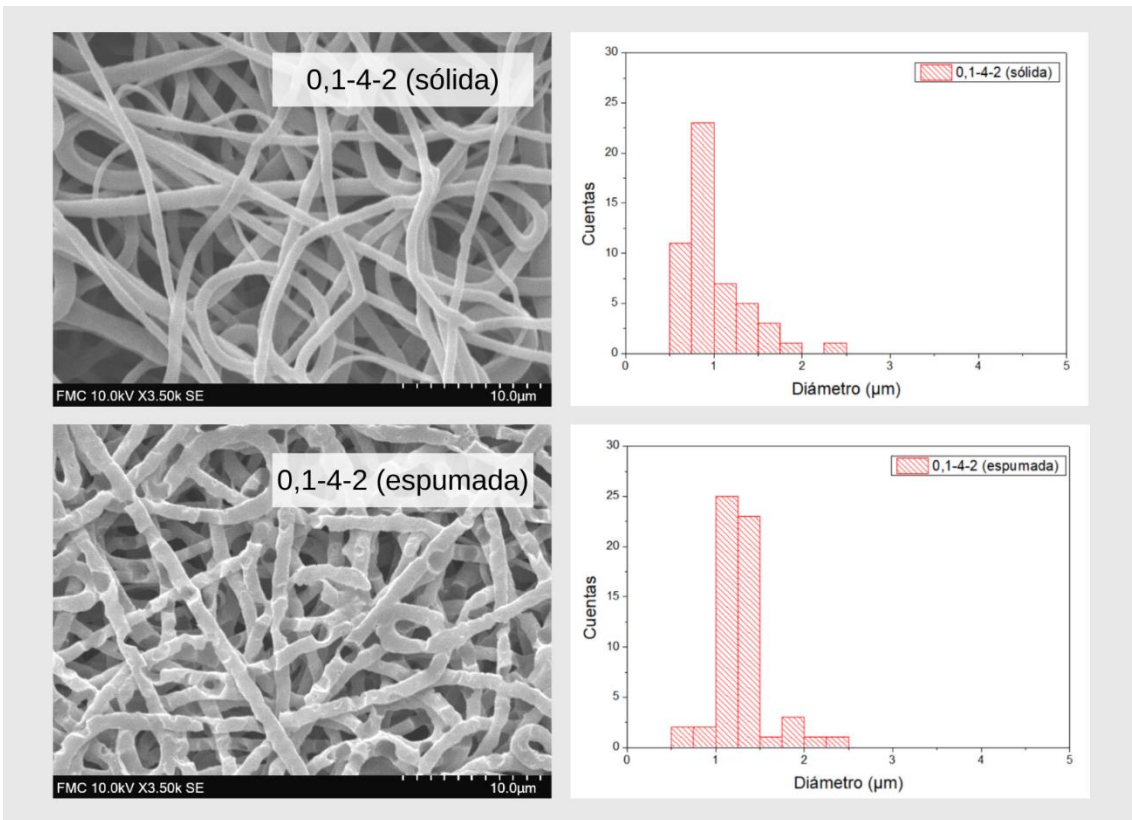 0,1-4-2 (sólida)
FMC 10.0kV X3.50k SE
10.0µm
30
25
20
15
10
5
0
Cuentas
0,1-4-2 (sólida)
0
1
2
3
4
5
Diámetro (µm)
0,1-4-2 (espumada)
FMC 10.0kV X3.50k SE
10.0µm
30
25
20
15
10
5
0
Cuentas
0,1-4-2 (espumada)
0
1
2
3
4
5
Diámetro (µm)